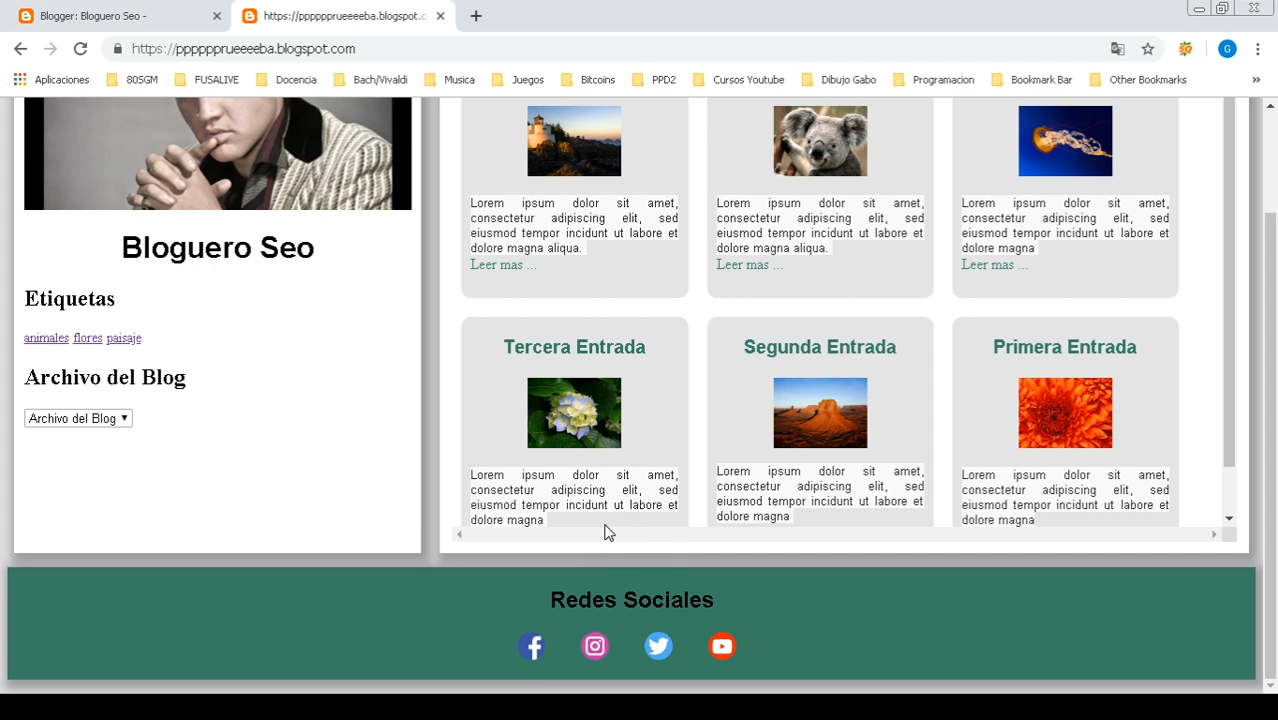 Blogger: Bloguero Seo -
https://ppppppprueeeeba.blogspot.c
https://ppppppprueeeeba.blogspot.com
G
Aplicaciones
80SGM
FUSALIVE
Docencia
Bach/Vivaldi
Musica
Juegos
Bitcoins
PPD2
Cursos Youtube
Dibujo Gabo
Programacion
Bookmark Bar
Other Bookmarks
»
Bloguero Seo
Etiquetas
animales flores paisaje
Archivo del Blog
Archivo del Blog
Lorem ipsum dolor sit amet,
consectetur adipiscing elit, sed
eiusmod tempor incidunt ut labore et
dolore magna aliqua.
Leer mas ...
Lorem ipsum dolor sit amet,
consectetur adipiscing elit, sed
eiusmod tempor incidunt ut labore et
dolore magna aliqua.
Leer mas ...
Lorem ipsum dolor sit amet,
consectetur adipiscing elit, sed
eiusmod tempor incidunt ut labore et
dolore magna
Leer mas ...
Tercera Entrada
Lorem ipsum dolor sit amet,
consectetur adipiscing elit, sed
eiusmod tempor incidunt ut labore et
dolore magna
Segunda Entrada
Lorem ipsum dolor sit amet,
consectetur adipiscing elit, sed
eiusmod tempor incidunt ut labore et
dolore magna
Primera Entrada
Lorem ipsum dolor sit amet,
consectetur adipiscing elit, sed
eiusmod tempor incidunt ut labore et
dolore magna
Redes Sociales